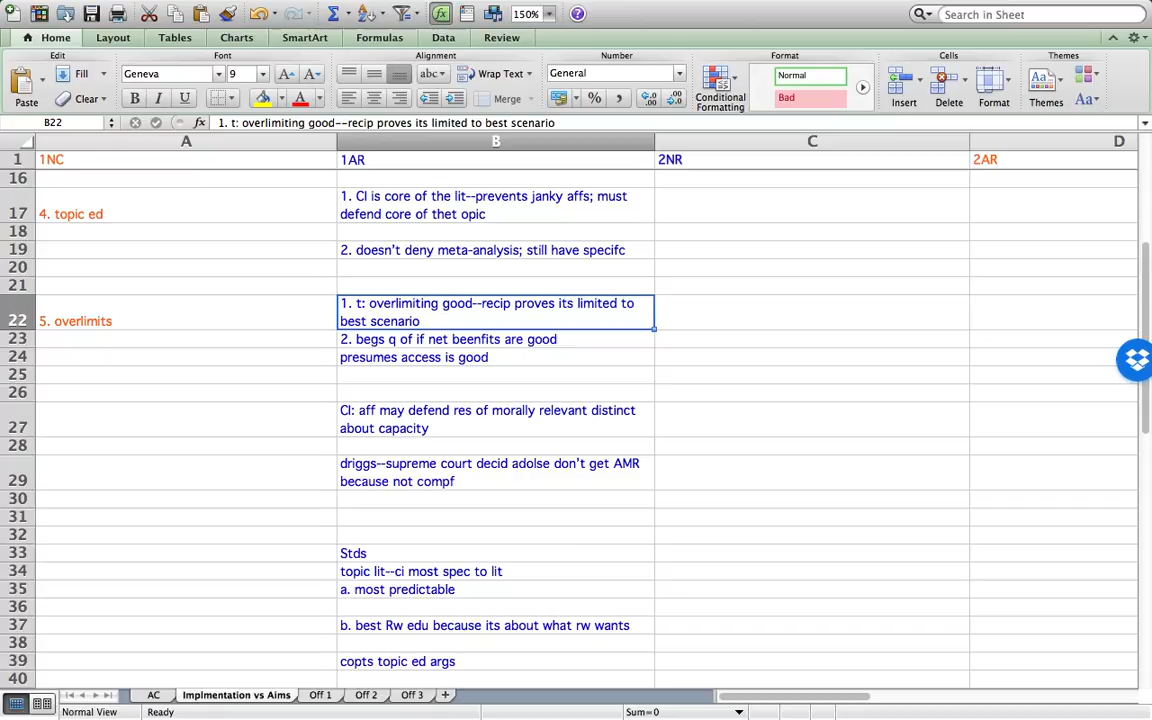 150%
Search in Sheet
Home Layout Tables Charts SmartArt Formulas Data Review
Edit Font Alignment Number Format Cells Themes
Paste Fill Geneva 9 A A abc Wrap Text General Conditional Formatting Normal Insert Delete Format Themes Aa
Clear B I U A Merge % Bad
B22 fx 1. t: overlimiting good--recip proves its limited to best scenario
A B C D
1 1NC 1AR 2NR 2AR
16
1. CI is core of the lit--prevents janky affs; must
17 4. topic ed defend core of thet opic
18
19 2. doesn't deny meta-analysis; still have specifc
20
21
1. t: overlimiting good--recip proves its limited to
22 5. overlimits best scenario
23 2. begs q of if net beenfits are good
24 presumes access is good
25
26
CI: aff may defend res of morally relevant distinct
27 about capacity
28
driggs--supreme court decid adolse don't get AMR
29 because not compf
30
31
32
33 Stds
34 topic lit--ci most spec to lit
35 a. most predictable
36
37 b. best Rw edu because its about what rw wants
38
39 copts topic ed args
40
AC Implmentation vs Aims Off 1 Off 2 Off 3 +
Normal View Ready Sum=0